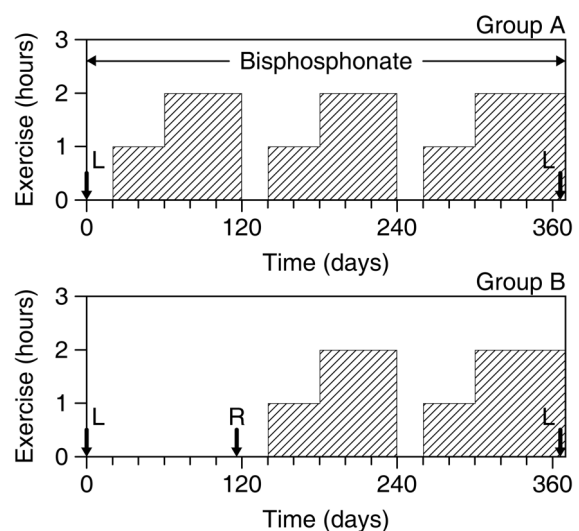 Group A
3
Bisphosphonate
2
1
L
L
0
0 120 240 360
Exercise (hours)
Time (days)
Group B
3
2
1
L
R
L
0
0 120 240 360
Exercise (hours)
Time (days)